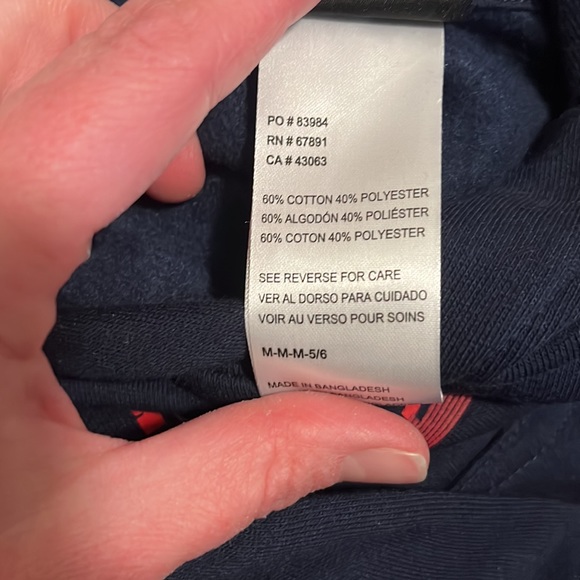 PO # 83984
RN # 67891
CA # 43063
60% COTTON 40% POLYESTER
60% ALGODÓN 40% POLIÉSTER
60% COTON 40% POLYESTER
SEE REVERSE FOR CARE
VER AL DORSO PARA CUIDADO
VOIR AU VERSO POUR SOINS
M-M-M-5/6
MADE IN BANGLADESH
BANGLADESH